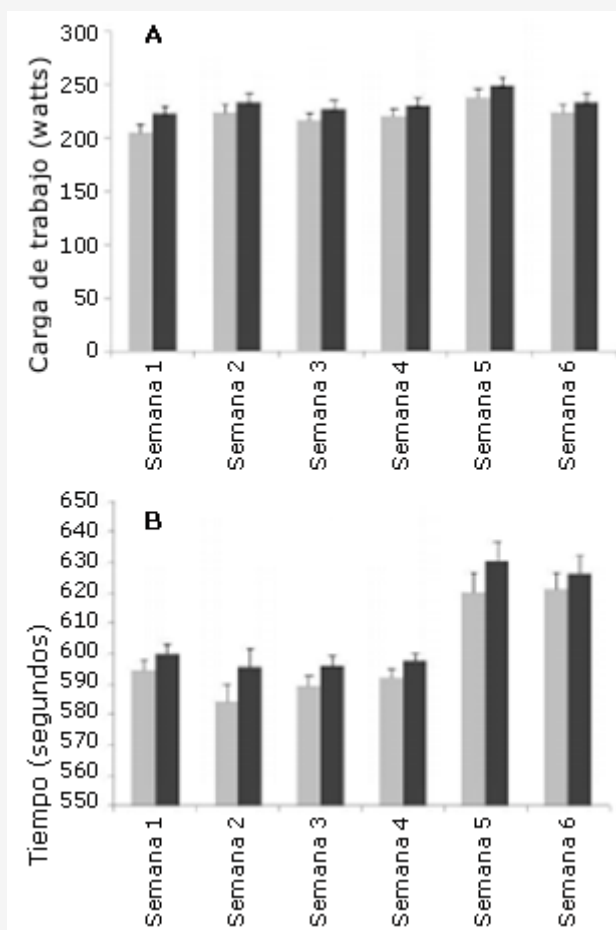 A
Carga de trabajo (watts)
300
250
200
150
100
50
0
Semana 1
Semana 2
Semana 3
Semana 4
Semana 5
Semana 6
B
Tiempo (segundos)
650
640
630
620
610
600
590
580
570
560
550
Semana 1
Semana 2
Semana 3
Semana 4
Semana 5
Semana 6